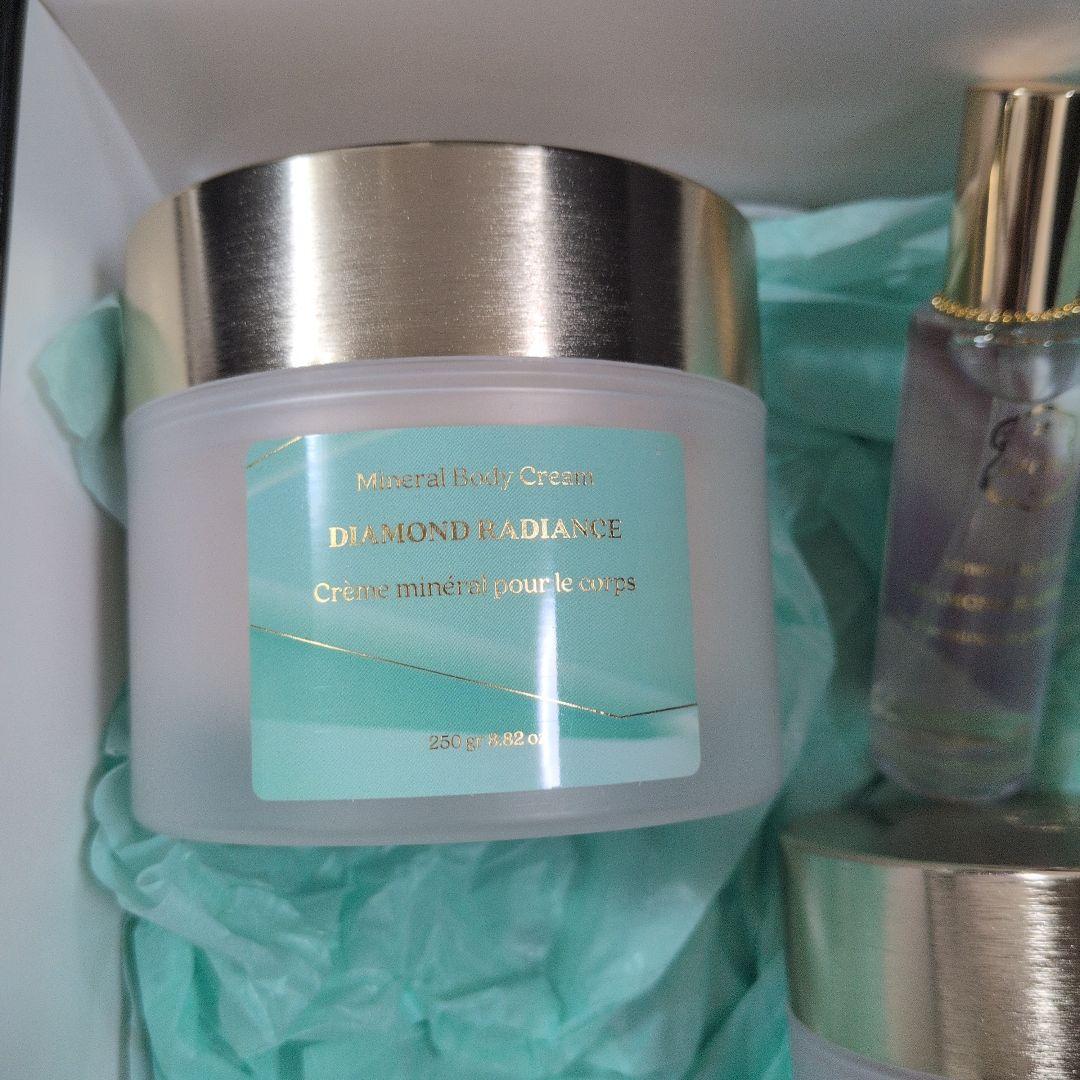 Mineral Body Cream
DIAMOND RADIANCE
Crème minéral pour le corps
250 gr 8.82 oz